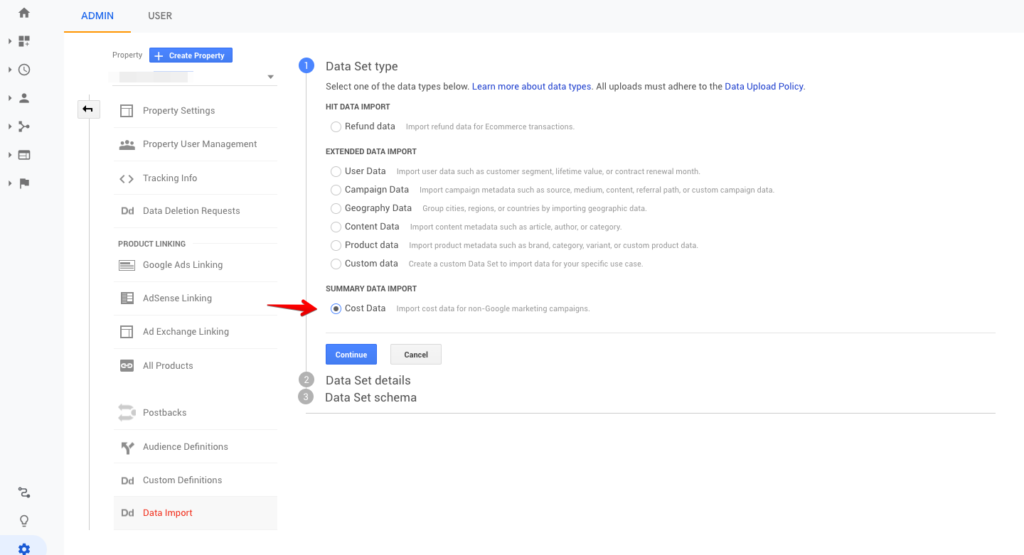 ADMIN USER
Property + Create Property
Property Settings
Property User Management
Tracking Info
Dd Data Deletion Requests
PRODUCT LINKING
Google Ads Linking
AdSense Linking
Ad Exchange Linking
All Products
Postbacks
Audience Definitions
Dd Custom Definitions
Dd Data Import
1 Data Set type
Select one of the data types below. Learn more about data types. All uploads must adhere to the Data Upload Policy.
HIT DATA IMPORT
Refund data Import refund data for Ecommerce transactions.
EXTENDED DATA IMPORT
User Data Import user data such as customer segment, lifetime value, or contract renewal month.
Campaign Data Import campaign metadata such as source, medium, content, referral path, or custom campaign data.
Geography Data Group cities, regions, or countries by importing geographic data.
Content Data Import content metadata such as article, author, or category.
Product data Import product metadata such as brand, category, variant, or custom product data.
Custom data Create a custom Data Set to import data for your specific use case.
SUMMARY DATA IMPORT
Cost Data Import cost data for non-Google marketing campaigns.
Continue Cancel
2 Data Set details
3 Data Set schema